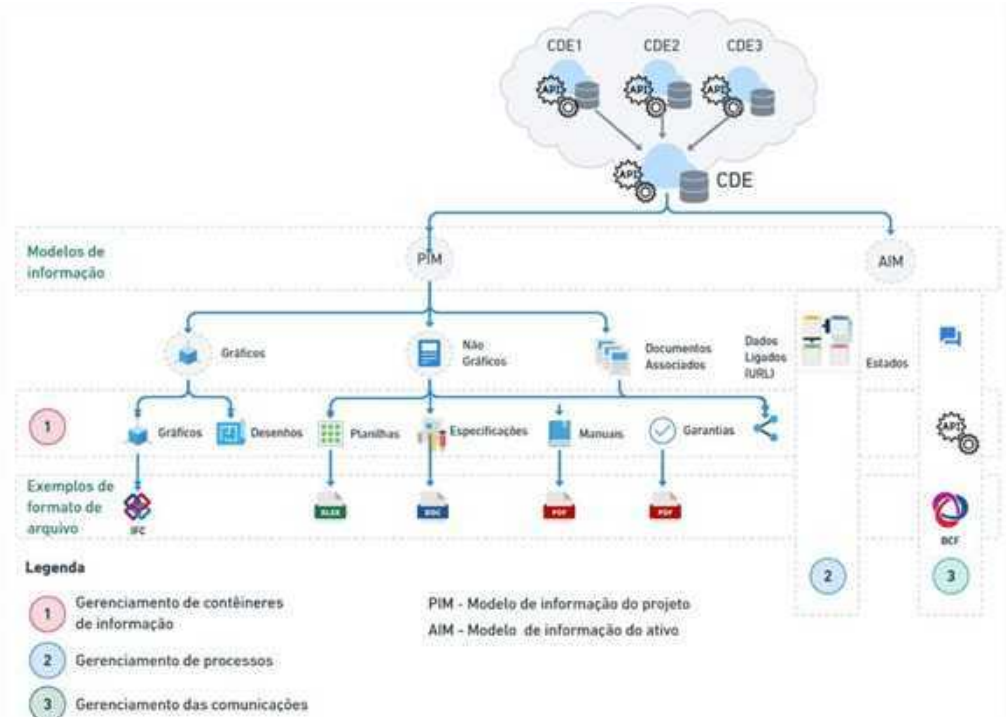 CDE1
CDE2
CDE3
API
API
API
API
CDE
Modelos de
informação
PIM
AIM
Gráficos
Não
Gráficos
Documentos
Associados
Dados
Ligados
(URL)
Estados
1
Gráficos
Desenhos
Planilhas
Especificações
Manuais
Garantias
API
Exemplos de
formato de
arquivo
IFC
XLSX
DOC
PDF
PDF
BCF
2
3
Legenda
1
Gerenciamento de contêineres
de informação
2
Gerenciamento de processos
3
Gerenciamento das comunicações
PIM - Modelo de informação do projeto
AIM - Modelo de informação do ativo